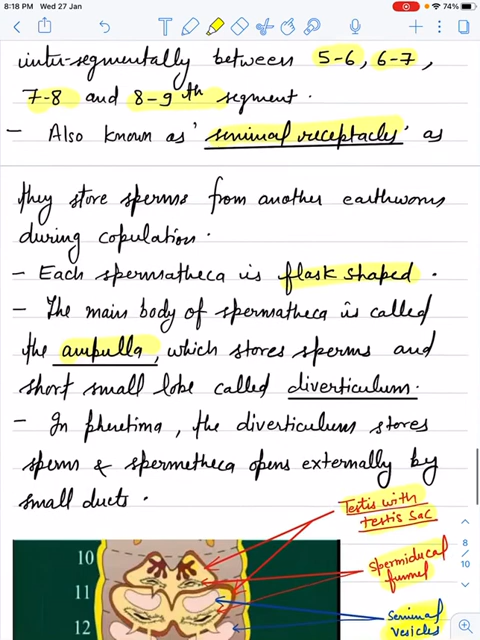 8:18 PM Wed 27 Jan
74%
inter-segmentally between 5-6, 6-7,
7-8 and 8-9th segment.
- Also known as 'seminal receptacles' as
they store sperms from another earthworm
during copulation.
- Each spermatheca is flask shaped.
- The main body of spermatheca is called
the ampulla, which stores sperms and
short small lobe called diverticulum.
- In pheretima, the diverticulum stores
sperm & spermetheca opens externally by
small ducts.
Testis with
testis sac
10
Spermiducal
funnel
11
Seminal
vesicles
12
8
/
10